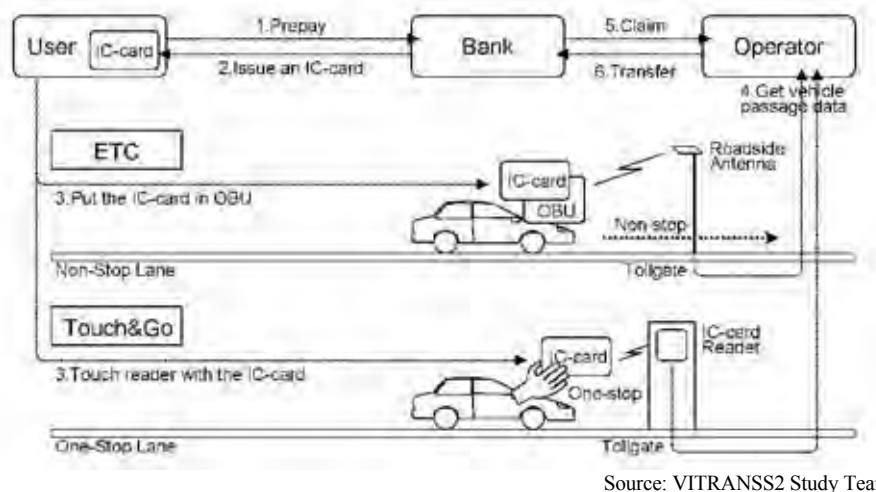 1.Prepay
5.Claim
User
IC-card
Bank
Operator
2.Issue an IC-card
6.Transfer
4.Get vehicle
passage data
ETC
Roadside
Antenna
IC-card
3.Put the IC-card in OBU
OBU
Non-stop
Non-Stop Lane
Tollgate
Touch&Go
IC-card
Reader
IC-card
3.Touch reader with the IC-card
One-stop
One-Stop Lane
Tollgate
Source: VITRANSS2 Study Tea